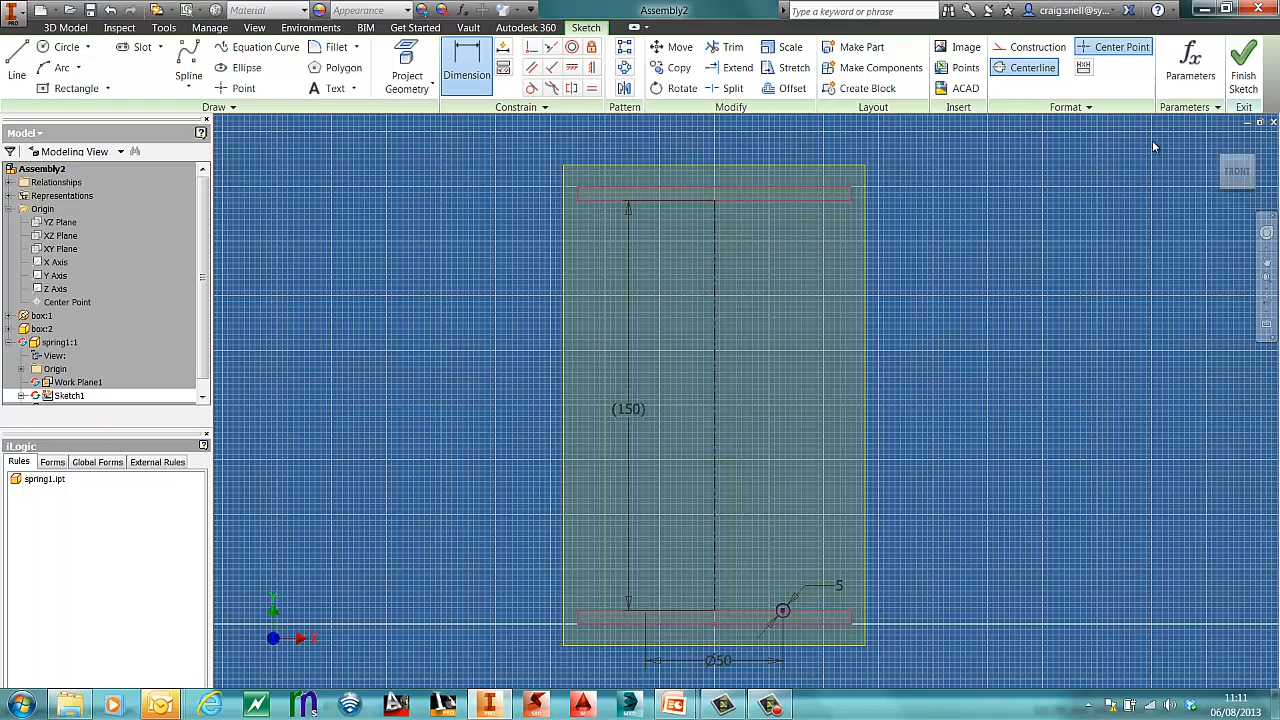 PRO
Material
Appearance
Assembly2
Type a keyword or phrase
craig.snell@sy...
3D Model
Inspect
Tools
Manage
View
Environments
BIM
Get Started
Vault
Autodesk 360
Sketch
Line
Circle
Arc
Rectangle
Slot
Spline
Equation Curve
Ellipse
Point
Fillet
Polygon
Text
Project
Geometry
Dimension
Move
Copy
Rotate
Trim
Extend
Split
Scale
Stretch
Offset
Make Part
Make Components
Create Block
Image
Points
ACAD
Construction
Centerline
Center Point
Parameters
Finish
Sketch
Draw
Constrain
Pattern
Modify
Layout
Insert
Format
Parameters
Exit
Model
Modeling View
Assembly2
Relationships
Representations
Origin
YZ Plane
XZ Plane
XY Plane
X Axis
Y Axis
Z Axis
Center Point
box:1
box:2
spring1:1
View:
Origin
Work Plane1
Sketch1
iLogic
Rules
Forms
Global Forms
External Rules
spring1.ipt
FRONT
(150)
5
Ø50
Y
X
11:11
06/08/2013